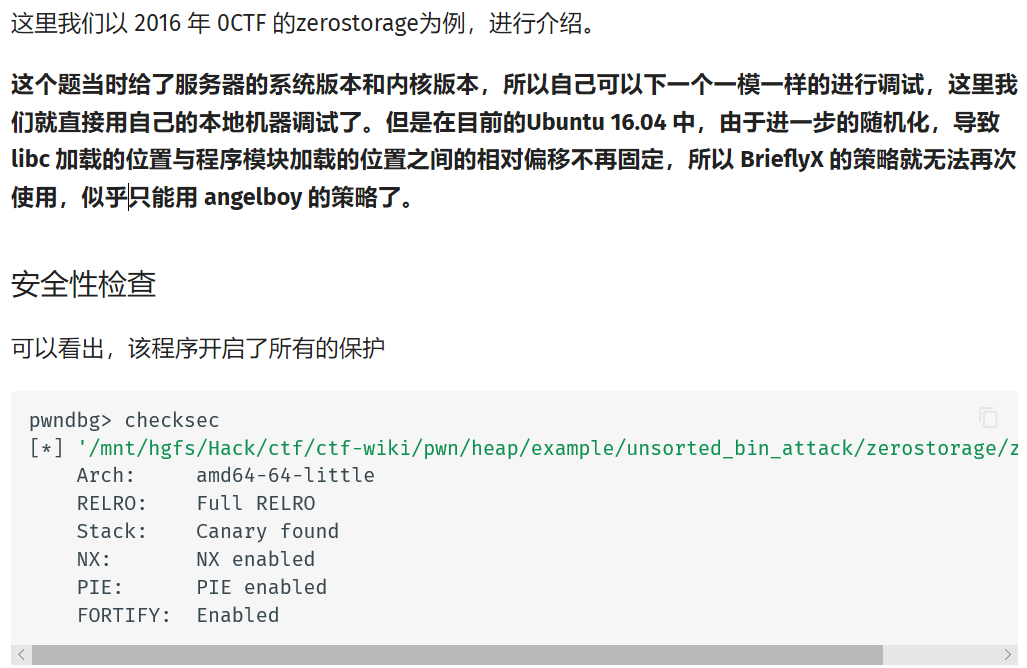 这里我们以 2016 年 0CTF 的zerostorage为例，进行介绍。
这个题当时给了服务器的系统版本和内核版本，所以自己可以下一个一模一样的进行调试，这里我
们就直接用自己的本地机器调试了。但是在目前的Ubuntu 16.04 中，由于进一步的随机化，导致
libc 加载的位置与程序模块加载的位置之间的相对偏移不再固定，所以 BrieflyX 的策略就无法再次
使用，似乎只能用 angelboy 的策略了。
安全性检查
可以看出，该程序开启了所有的保护
pwndbg> checksec
[*] '/mnt/hgfs/Hack/ctf/ctf-wiki/pwn/heap/example/unsorted_bin_attack/zerostorage/z
Arch:     amd64-64-little
RELRO:    Full RELRO
Stack:    Canary found
NX:       NX enabled
PIE:      PIE enabled
FORTIFY:  Enabled